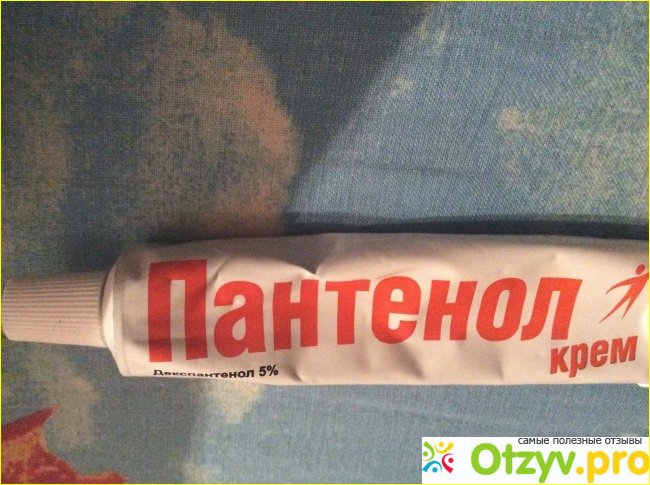 Пантенол
крем
Декспантенол 5%
самые полезные отзывы
Otzyv.pro